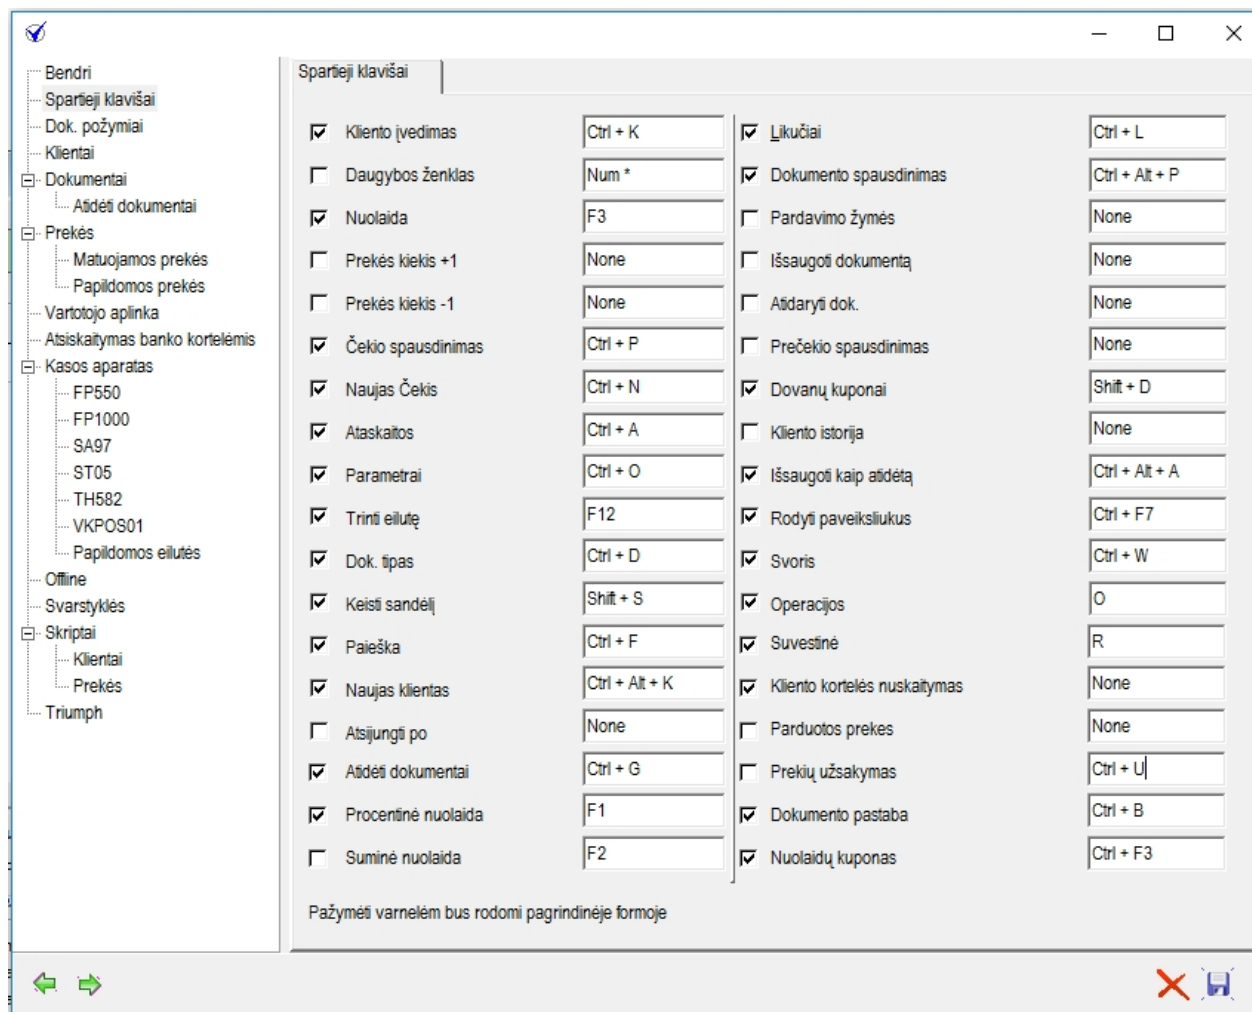 Bendri
Spartieji klavišai
Dok. požymiai
Klientai
Dokumentai
Atidėti dokumentai
Prekės
Matuojamos prekės
Papildomos prekės
Vartotojo aplinka
Atsiskaitymas banko kortelėmis
Kasos aparatas
FP550
FP1000
SA97
ST05
TH582
VKPOS01
Papildomos eilutės
Offline
Svarstyklės
Skriptai
Klientai
Prekės
Triumph
Spartieji klavišai
Kliento įvedimas Ctrl + K
Daugybos ženklas Num *
Nuolaida F3
Prekės kiekis +1 None
Prekės kiekis -1 None
Čekio spausdinimas Ctrl + P
Naujas Čekis Ctrl + N
Ataskaitos Ctrl + A
Parametrai Ctrl + O
Trinti eilutę F12
Dok. tipas Ctrl + D
Keisti sandėlį Shift + S
Paieška Ctrl + F
Naujas klientas Ctrl + Alt + K
Atsijungti po None
Atidėti dokumentai Ctrl + G
Procentinė nuolaida F1
Suminė nuolaida F2
Likučiai Ctrl + L
Dokumento spausdinimas Ctrl + Alt + P
Pardavimo žymės None
Išsaugoti dokumentą None
Atidaryti dok. None
Prečekio spausdinimas None
Dovanų kuponai Shift + D
Kliento istorija None
Išsaugoti kaip atidėtą Ctrl + Alt + A
Rodyti paveiksliukus Ctrl + F7
Svoris Ctrl + W
Operacijos O
Suvestinė R
Kliento kortelės nuskaitymas None
Parduotos prekes None
Prekių užsakymas Ctrl + U
Dokumento pastaba Ctrl + B
Nuolaidų kuponas Ctrl + F3
Pažymėti varnelėm bus rodomi pagrindinėje formoje